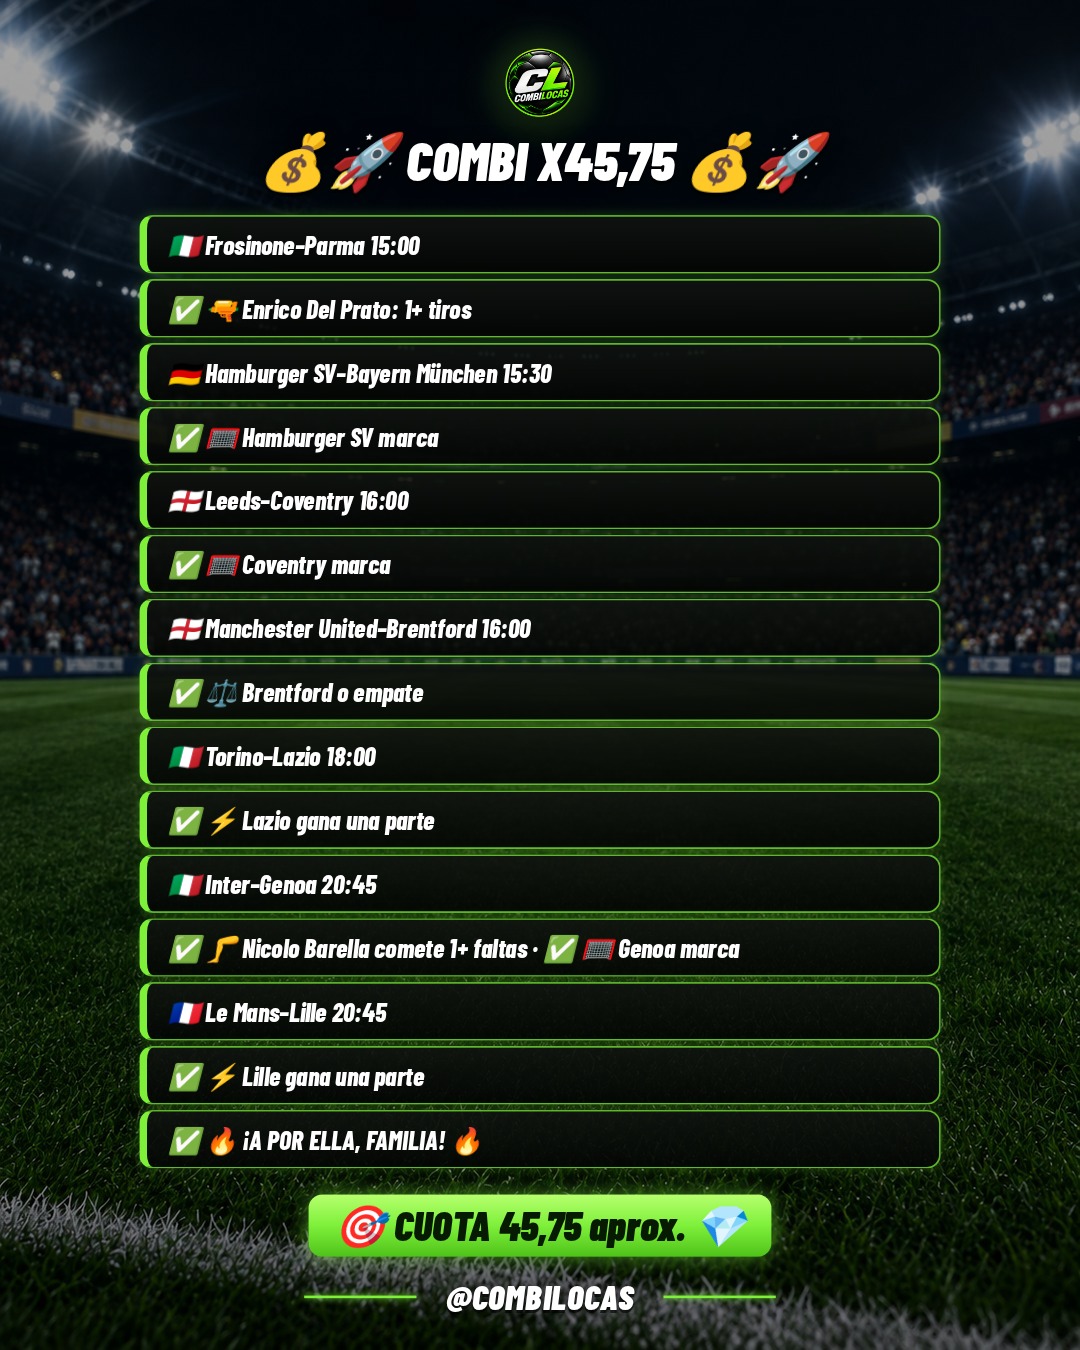 CL
COMBILOCAS
💰🚀 COMBI X45,75 💰🚀
🇮🇹 Frosinone-Parma 15:00
✅ 🔫 Enrico Del Prato: 1+ tiros
🇩🇪 Hamburger SV-Bayern München 15:30
✅ 🥅 Hamburger SV marca
🏴󠁧󠁢󠁥󠁮󠁧󠁿 Leeds-Coventry 16:00
✅ 🥅 Coventry marca
🏴󠁧󠁢󠁥󠁮󠁧󠁿 Manchester United-Brentford 16:00
✅ ⚖️ Brentford o empate
🇮🇹 Torino-Lazio 18:00
✅ ⚡ Lazio gana una parte
🇮🇹 Inter-Genoa 20:45
✅ 🦵 Nicolo Barella comete 1+ faltas · ✅ 🥅 Genoa marca
🇫🇷 Le Mans-Lille 20:45
✅ ⚡ Lille gana una parte
✅ 🔥 ¡A POR ELLA, FAMILIA! 🔥
🎯 CUOTA 45,75 aprox. 💎
@COMBILOCAS